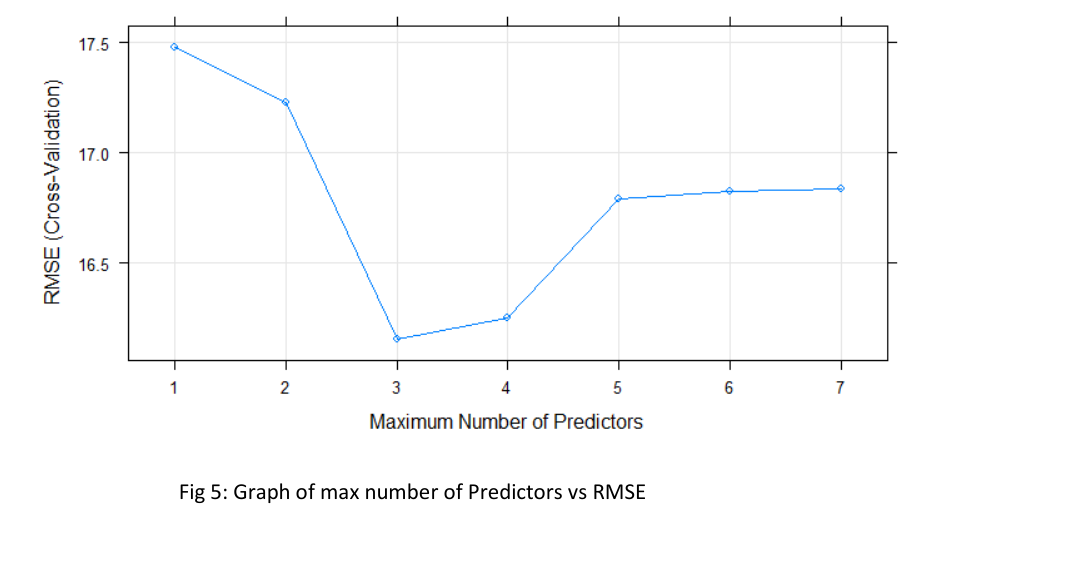 17.5
17.0
16.5
RMSE (Cross-Validation)
1 2 3 4 5 6 7
Maximum Number of Predictors
Fig 5: Graph of max number of Predictors vs RMSE